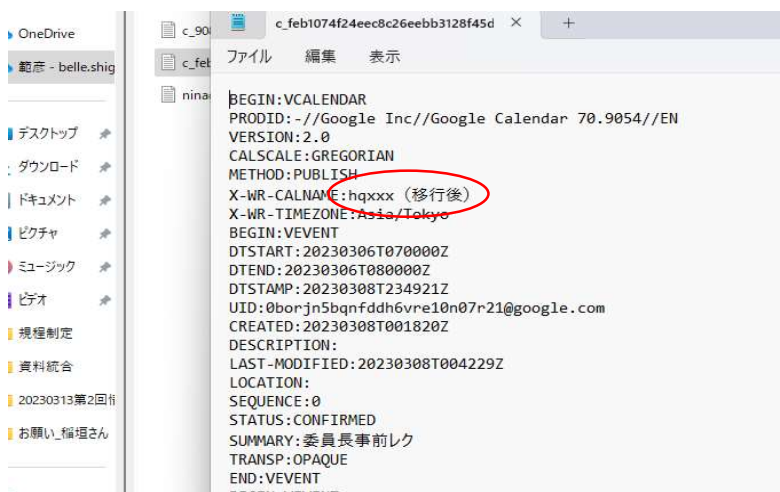 OneDrive
範彦 - belle.shig
デスクトップ
ダウンロード
ドキュメント
ピクチャ
ミュージック
ビデオ
規程制定
資料統合
20230313第2回情
お願い_稲垣さん
c_90
c_feb
nina
c_feb1074f24eec8c26eebb3128f45d × +
ファイル 編集 表示
BEGIN:VCALENDAR
PRODID:-//Google Inc//Google Calendar 70.9054//EN
VERSION:2.0
CALSCALE:GREGORIAN
METHOD:PUBLISH
X-WR-CALNAME:hqxxx（移行後）
X-WR-TIMEZONE:Asia/Tokyo
BEGIN:VEVENT
DTSTART:20230306T070000Z
DTEND:20230306T080000Z
DTSTAMP:20230308T234921Z
UID:0borjn5bqnfddh6vre10n07r21@google.com
CREATED:20230308T001820Z
DESCRIPTION:
LAST-MODIFIED:20230308T004229Z
LOCATION:
SEQUENCE:0
STATUS:CONFIRMED
SUMMARY:委員長事前レク
TRANSP:OPAQUE
END:VEVENT